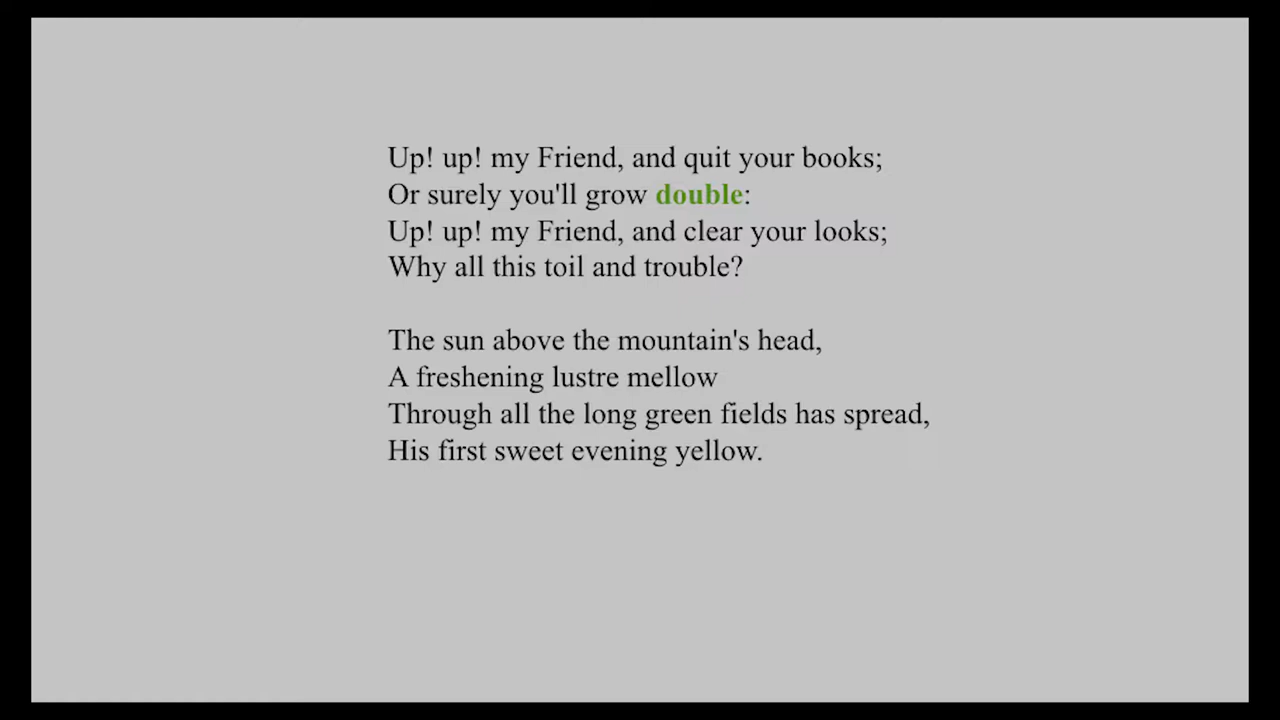 Up! up! my Friend, and quit your books;
Or surely you'll grow double:
Up! up! my Friend, and clear your looks;
Why all this toil and trouble?
The sun above the mountain's head,
A freshening lustre mellow
Through all the long green fields has spread,
His first sweet evening yellow.